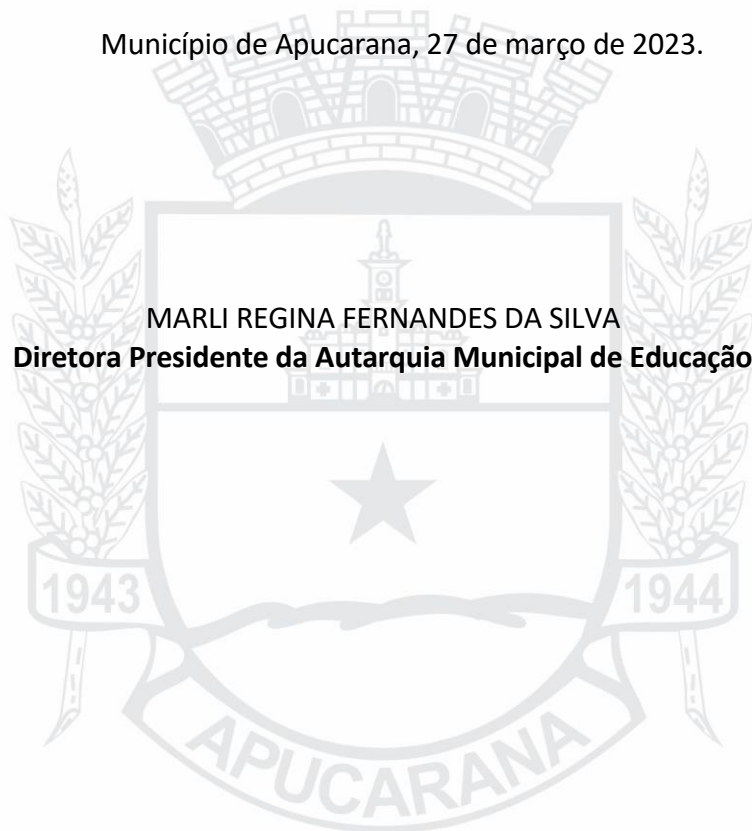 Município de Apucarana, 27 de março de 2023.
MARLI REGINA FERNANDES DA SILVA
Diretora Presidente da Autarquia Municipal de Educação
1943
1944
APUCARANA